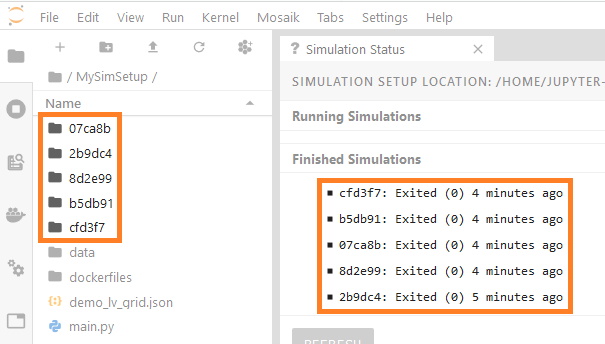 File Edit View Run Kernel Mosaik Tabs Settings Help
Simulation Status
/ MySimSetup /
SIMULATION SETUP LOCATION: /HOME/JUPYTER-
Name
Running Simulations
07ca8b
2b9dc4
8d2e99
b5db91
cfd3f7
data
dockerfiles
demo_lv_grid.json
main.py
Finished Simulations
cfd3f7: Exited (0) 4 minutes ago
b5db91: Exited (0) 4 minutes ago
07ca8b: Exited (0) 4 minutes ago
8d2e99: Exited (0) 4 minutes ago
2b9dc4: Exited (0) 5 minutes ago
REFRESH